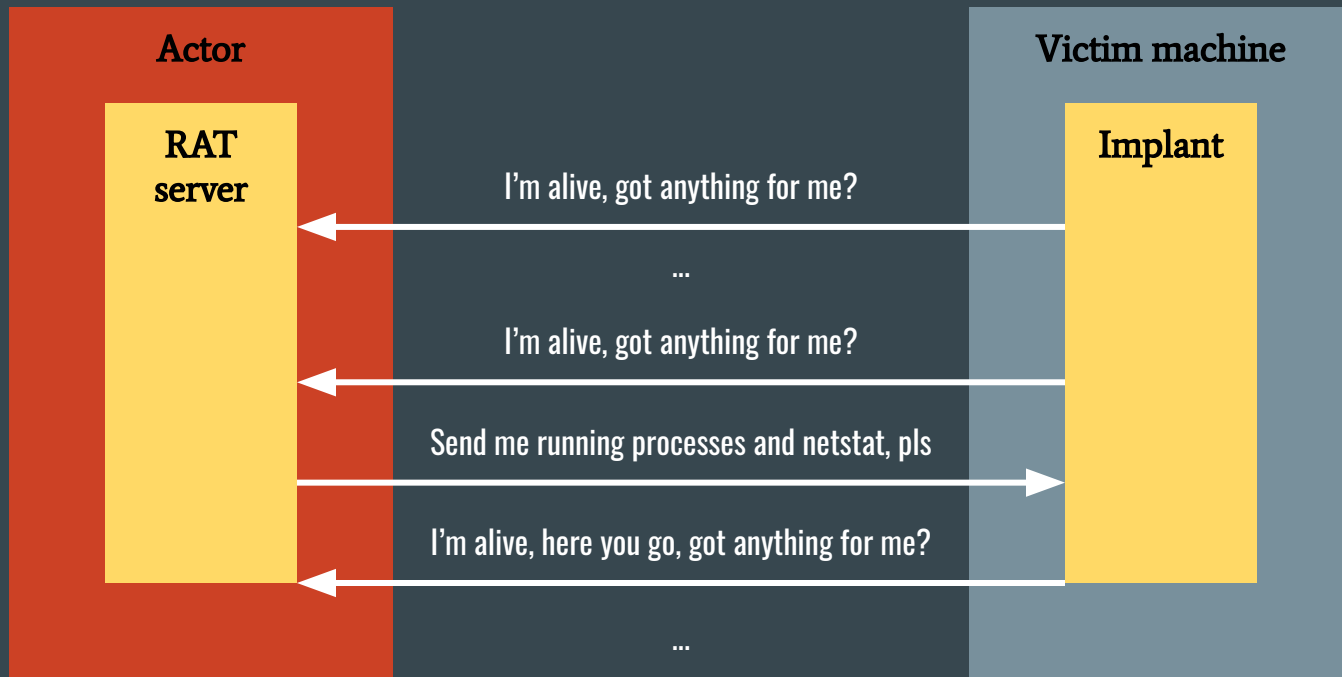 Actor
Victim machine
RAT
server
Implant
I'm alive, got anything for me?
...
I'm alive, got anything for me?
Send me running processes and netstat, pls
I'm alive, here you go, got anything for me?
...